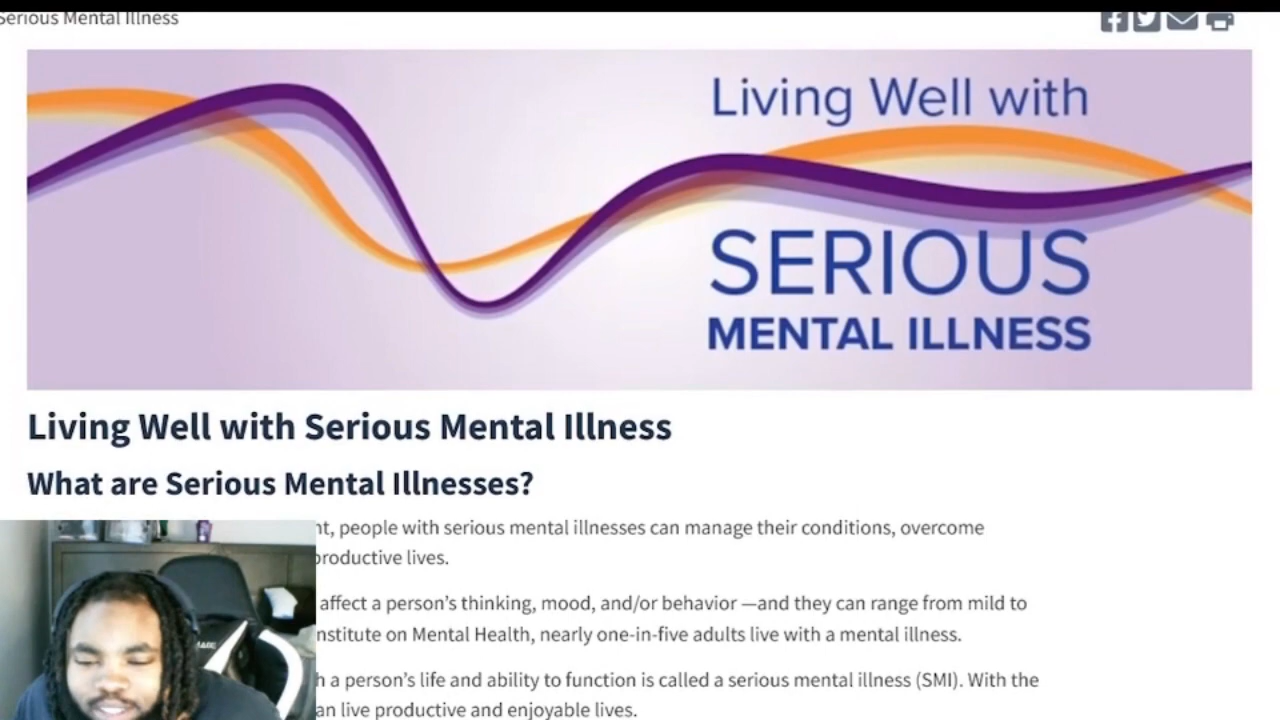 Serious Mental Illness
Living Well with
SERIOUS
MENTAL ILLNESS
Living Well with Serious Mental Illness
What are Serious Mental Illnesses?
nt, people with serious mental illnesses can manage their conditions, overcome
productive lives.
affect a person's thinking, mood, and/or behavior —and they can range from mild to
nstitute on Mental Health, nearly one-in-five adults live with a mental illness.
h a person's life and ability to function is called a serious mental illness (SMI). With the
an live productive and enjoyable lives.